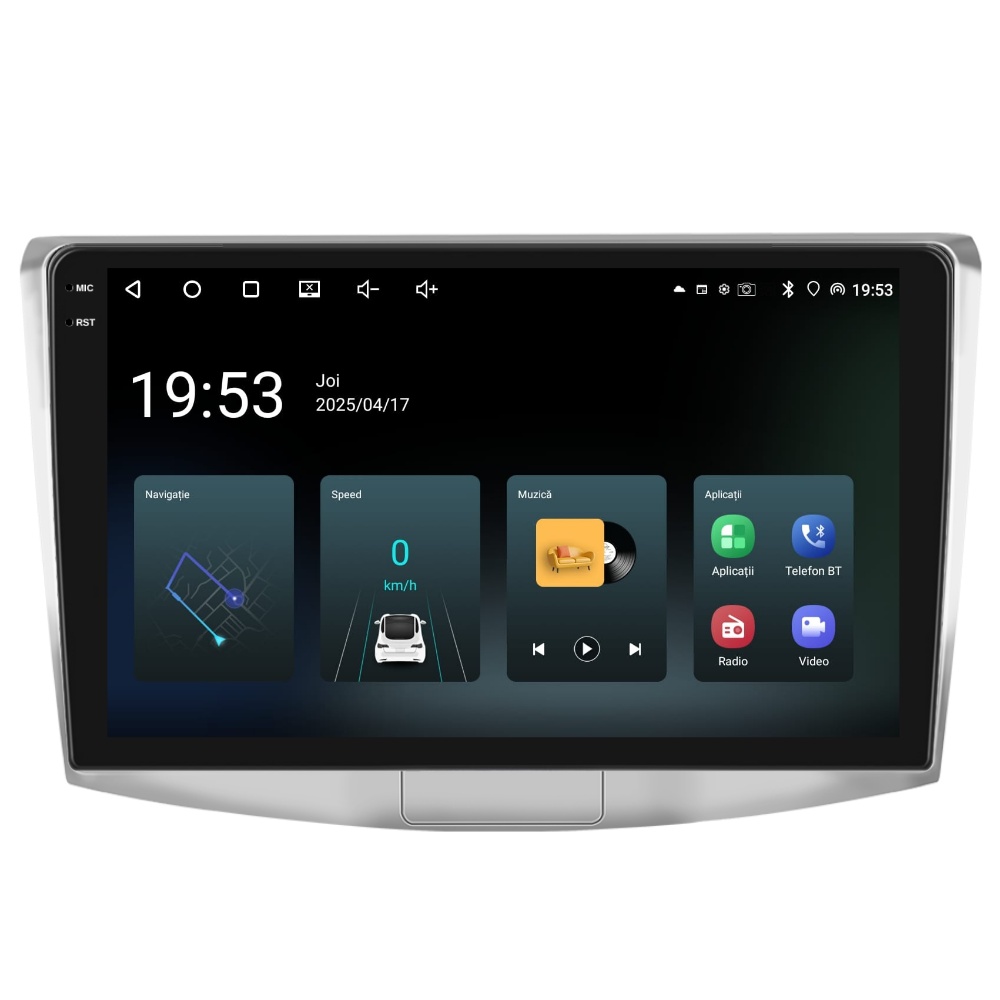 MIC
RST
19:53
19:53
Joi
2025/04/17
Navigație
Speed
0
km/h
Muzică
Aplicații
Aplicații
Telefon BT
Radio
Video